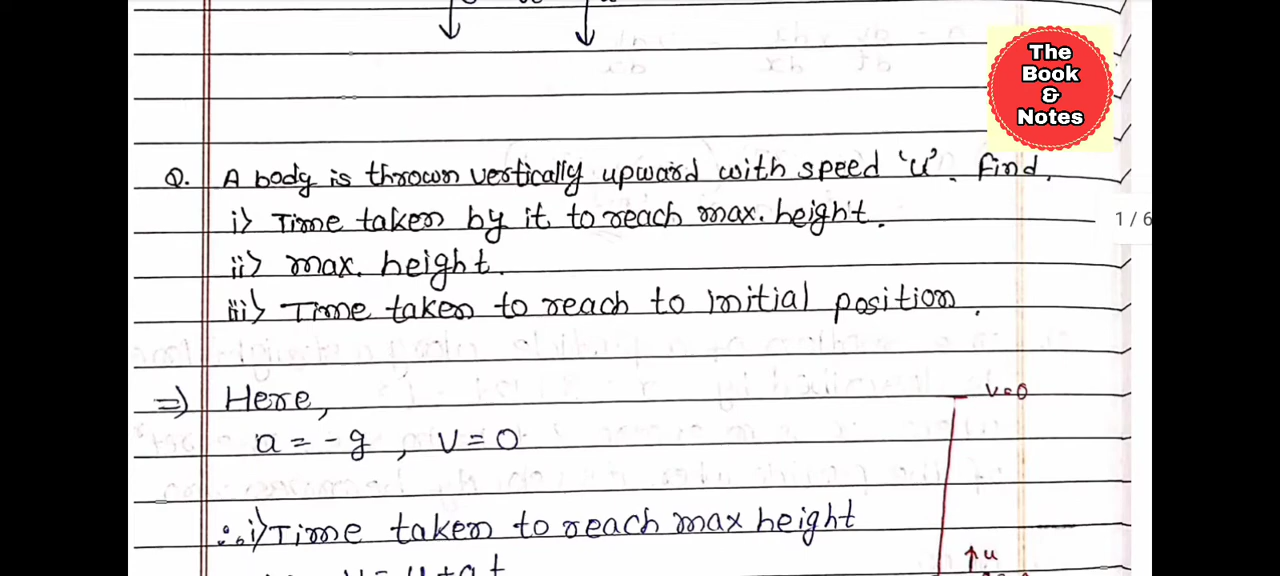 The
Book
&
Notes
Q. A body is thrown vertically upward with speed 'u'. Find.
i> Time taken by it to reach max. height.
ii> max. height.
iii> Time taken to reach to initial position.
1 / 6
⇒ Here,
a = -g, v = 0
v=0
∴ i> Time taken to reach max height
↑u